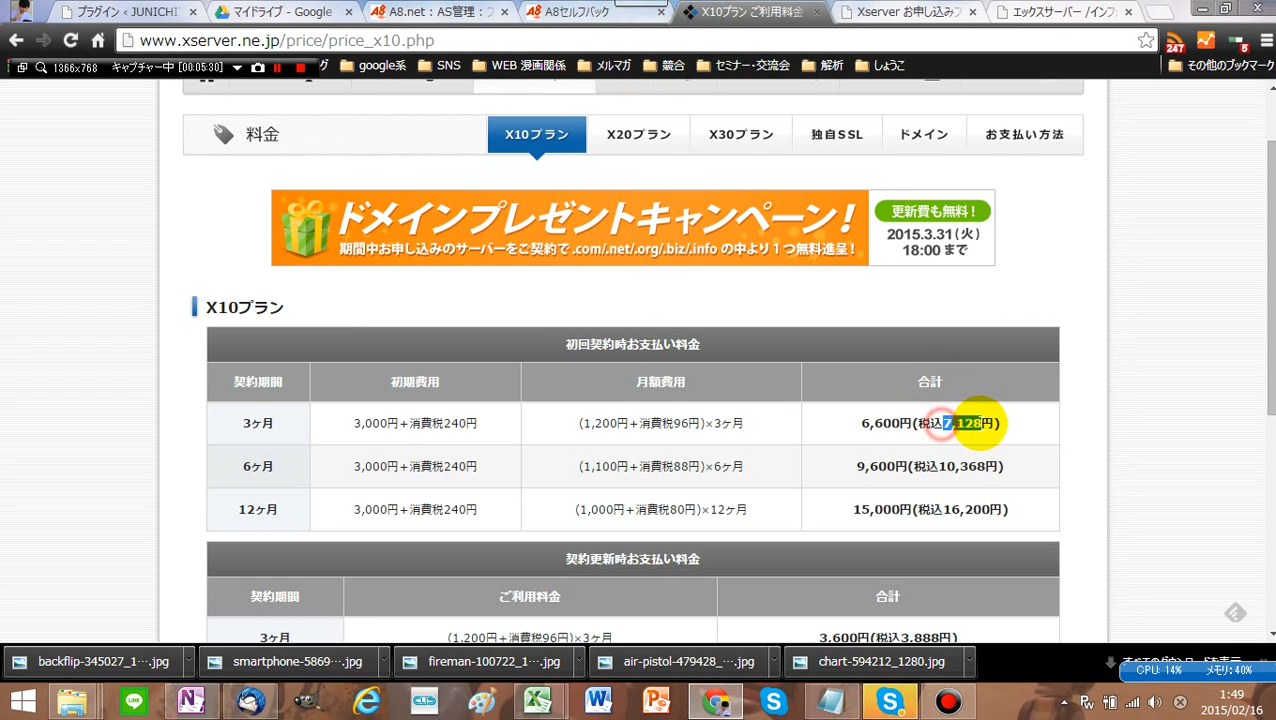 プラグイン ‹ JUNICHI
マイドライブ - Google
A8.net：AS管理：プ
A8セルフバック
X10プラン ご利用料金
Xserver お申し込みフ
エックスサーバー /インフ
www.xserver.ne.jp/price/price_x10.php
247
5
1366x768 キャプチャー中 [00:05:30]
グ
google系
SNS
WEB 漫画関係
メルマガ
競合
セミナー・交流会
解析
しょうこ
その他のブックマーク
料金
X10プラン
X20プラン
X30プラン
独自SSL
ドメイン
お支払い方法
ドメインプレゼントキャンペーン！
期間中お申し込みのサーバーをご契約で .com/.net/.org/.biz/.info の中より１つ無料進呈！
更新費も無料！
2015.3.31(火)
18:00 まで
X10プラン
初回契約時お支払い料金
契約期間 初期費用 月額費用 合計
3ヶ月 3,000円＋消費税240円 (1,200円＋消費税96円)×3ヶ月 6,600円(税込7,128円)
6ヶ月 3,000円＋消費税240円 (1,100円＋消費税88円)×6ヶ月 9,600円(税込10,368円)
12ヶ月 3,000円＋消費税240円 (1,000円＋消費税80円)×12ヶ月 15,000円(税込16,200円)
契約更新時お支払い料金
契約期間 ご利用料金 合計
3ヶ月 (1,200円＋消費税96円)×3ヶ月 3,600円(税込3,888円)
backflip-345027_1....jpg
smartphone-5869....jpg
fireman-100722_1....jpg
air-pistol-479428_....jpg
chart-594212_1280.jpg
すべてのダウンロードを表示...
CPU: 14% メモリ:40%
1:49
2015/02/16